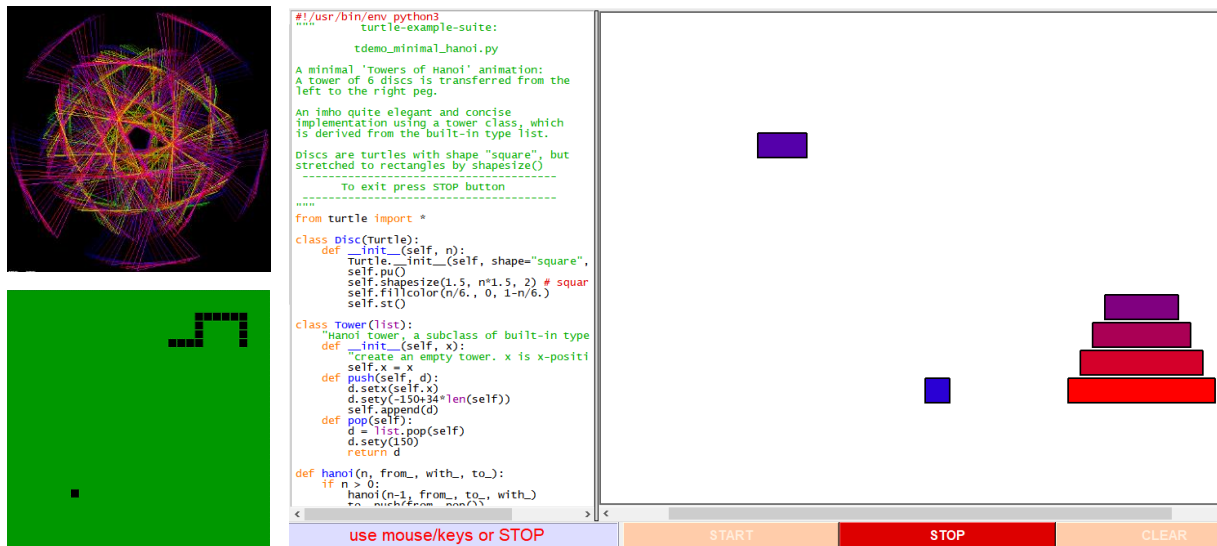 #!/usr/bin/env python3
"""       turtle-example-suite:
tdemo_minimal_hanoi.py
A minimal 'Towers of Hanoi' animation:
A tower of 6 discs is transferred from the
left to the right peg.
An imho quite elegant and concise
implementation using a tower class, which
is derived from the built-in type list.
Discs are turtles with shape "square", but
stretched to rectangles by shapesize()
---------------------------------------
To exit press STOP button
---------------------------------------
"""
from turtle import *
class Disc(Turtle):
    def __init__(self, n):
        Turtle.__init__(self, shape="square",
        self.pu()
        self.shapesize(1.5, n*1.5, 2) # squar
        self.fillcolor(n/6., 0, 1-n/6.)
        self.st()
class Tower(list):
    "Hanoi tower, a subclass of built-in type
    def __init__(self, x):
        "create an empty tower. x is x-positi
        self.x = x
    def push(self, d):
        d.setx(self.x)
        d.sety(-150+34*len(self))
        self.append(d)
    def pop(self):
        d = list.pop(self)
        d.sety(150)
        return d
def hanoi(n, from_, with_, to_):
    if n > 0:
        hanoi(n-1, from_, to_, with_)
        to_.push(from_.pop())
use mouse/keys or STOP
START
STOP
CLEAR